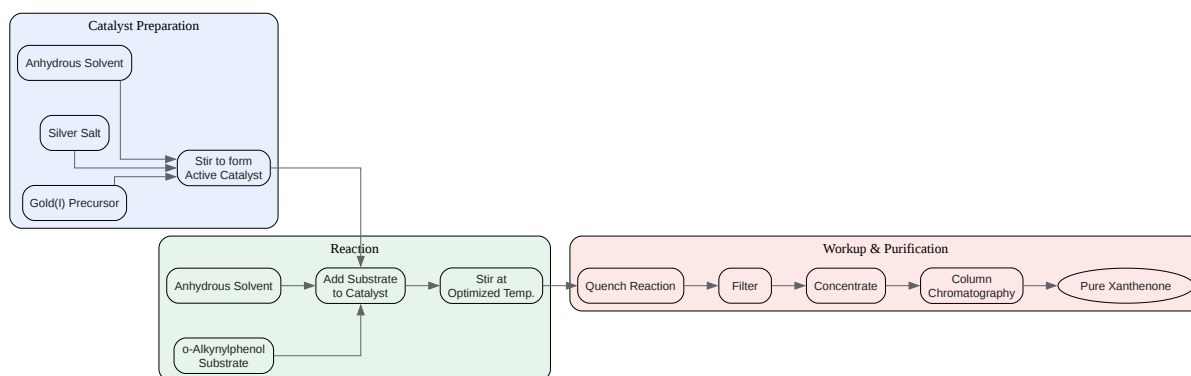 Catalyst Preparation
Anhydrous Solvent
Silver Salt
Stir to form
Active Catalyst
Gold(I) Precursor
Reaction
Anhydrous Solvent
Add Substrate
to Catalyst
Stir at
Optimized Temp.
o-Alkynylphenol
Substrate
Workup & Purification
Quench Reaction
Filter
Concentrate
Column
Chromatography
Pure Xanthenone